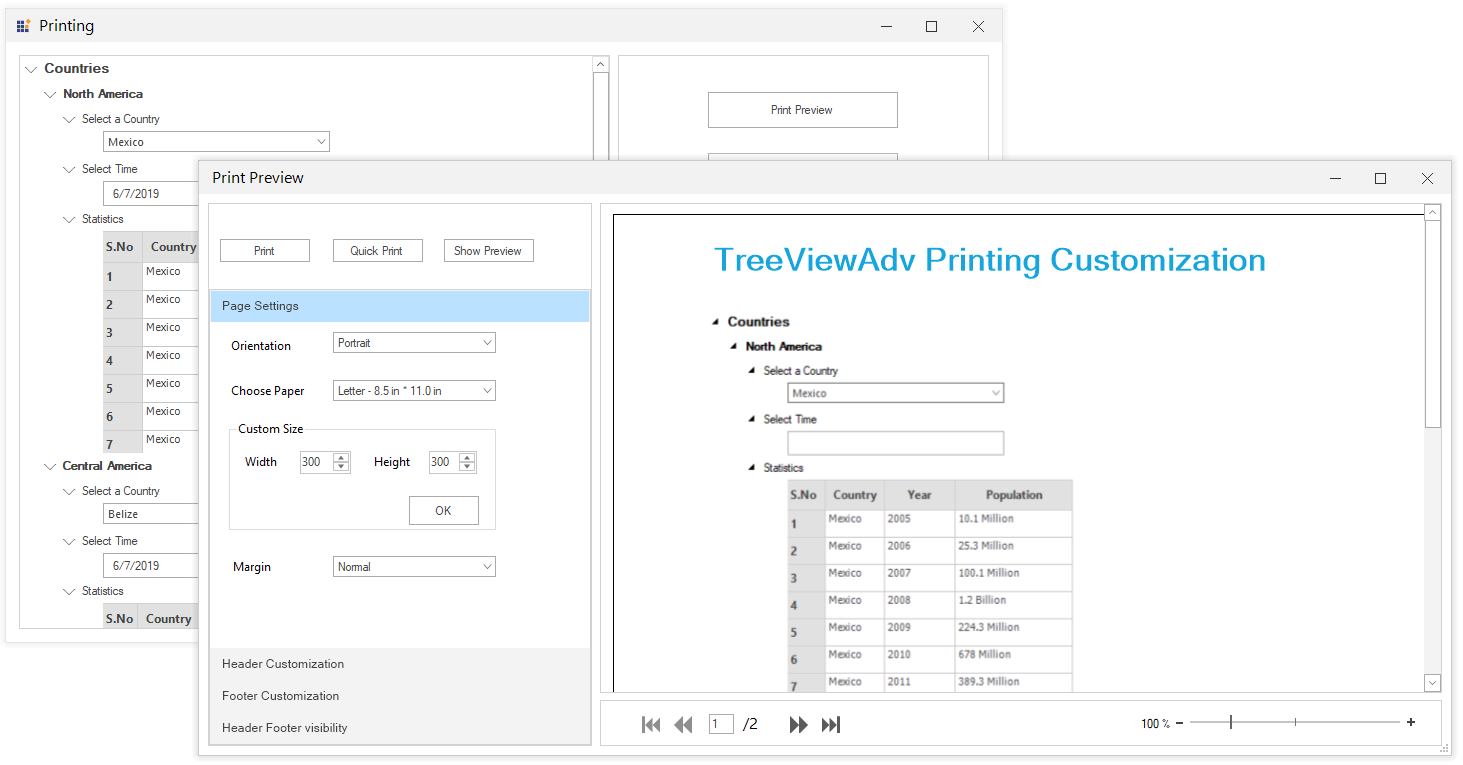 Printing
Countries
North America
Select a Country
Mexico
Select Time
6/7/2019
Statistics
S.No Country
1 Mexico
2 Mexico
3 Mexico
4 Mexico
5 Mexico
6 Mexico
7 Mexico
Central America
Select a Country
Belize
Select Time
6/7/2019
Statistics
S.No Country
Print Preview
Print Preview
Print Quick Print Show Preview
Page Settings
Orientation Portrait
Choose Paper Letter - 8.5 in * 11.0 in
Custom Size
Width 300 Height 300
OK
Margin Normal
Header Customization
Footer Customization
Header Footer visibility
TreeViewAdv Printing Customization
Countries
North America
Select a Country
Mexico
Select Time
Statistics
S.No Country Year Population
1 Mexico 2005 10.1 Million
2 Mexico 2006 25.3 Million
3 Mexico 2007 100.1 Million
4 Mexico 2008 1.2 Billion
5 Mexico 2009 224.3 Million
6 Mexico 2010 678 Million
7 Mexico 2011 389.3 Million
1 /2
100 % - +